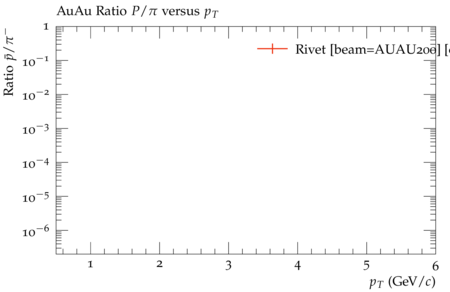 AuAu Ratio P/π versus p_T
Ratio p̄/π⁻
1
10⁻¹
10⁻²
10⁻³
10⁻⁴
10⁻⁵
10⁻⁶
Rivet [beam=AUAU200] [
1 2 3 4 5 6
p_T (GeV/c)